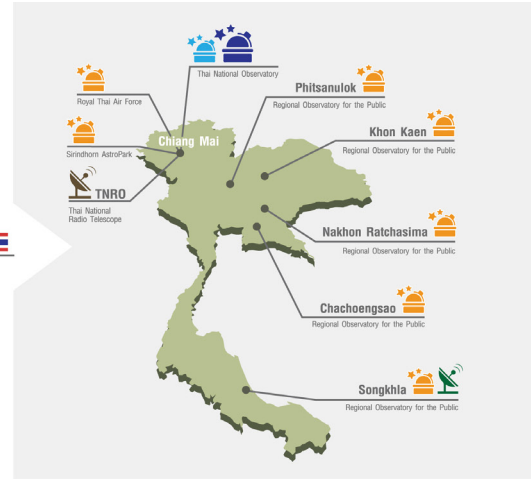 Thai National Observatory
Royal Thai Air Force
Sirindhorn AstroPark
TNRO
Thai National
Radio Telescope
Chiang Mai
Phitsanulok
Regional Observatory for the Public
Khon Kaen
Regional Observatory for the Public
Nakhon Ratchasima
Regional Observatory for the Public
Chachoengsao
Regional Observatory for the Public
Songkhla
Regional Observatory for the Public